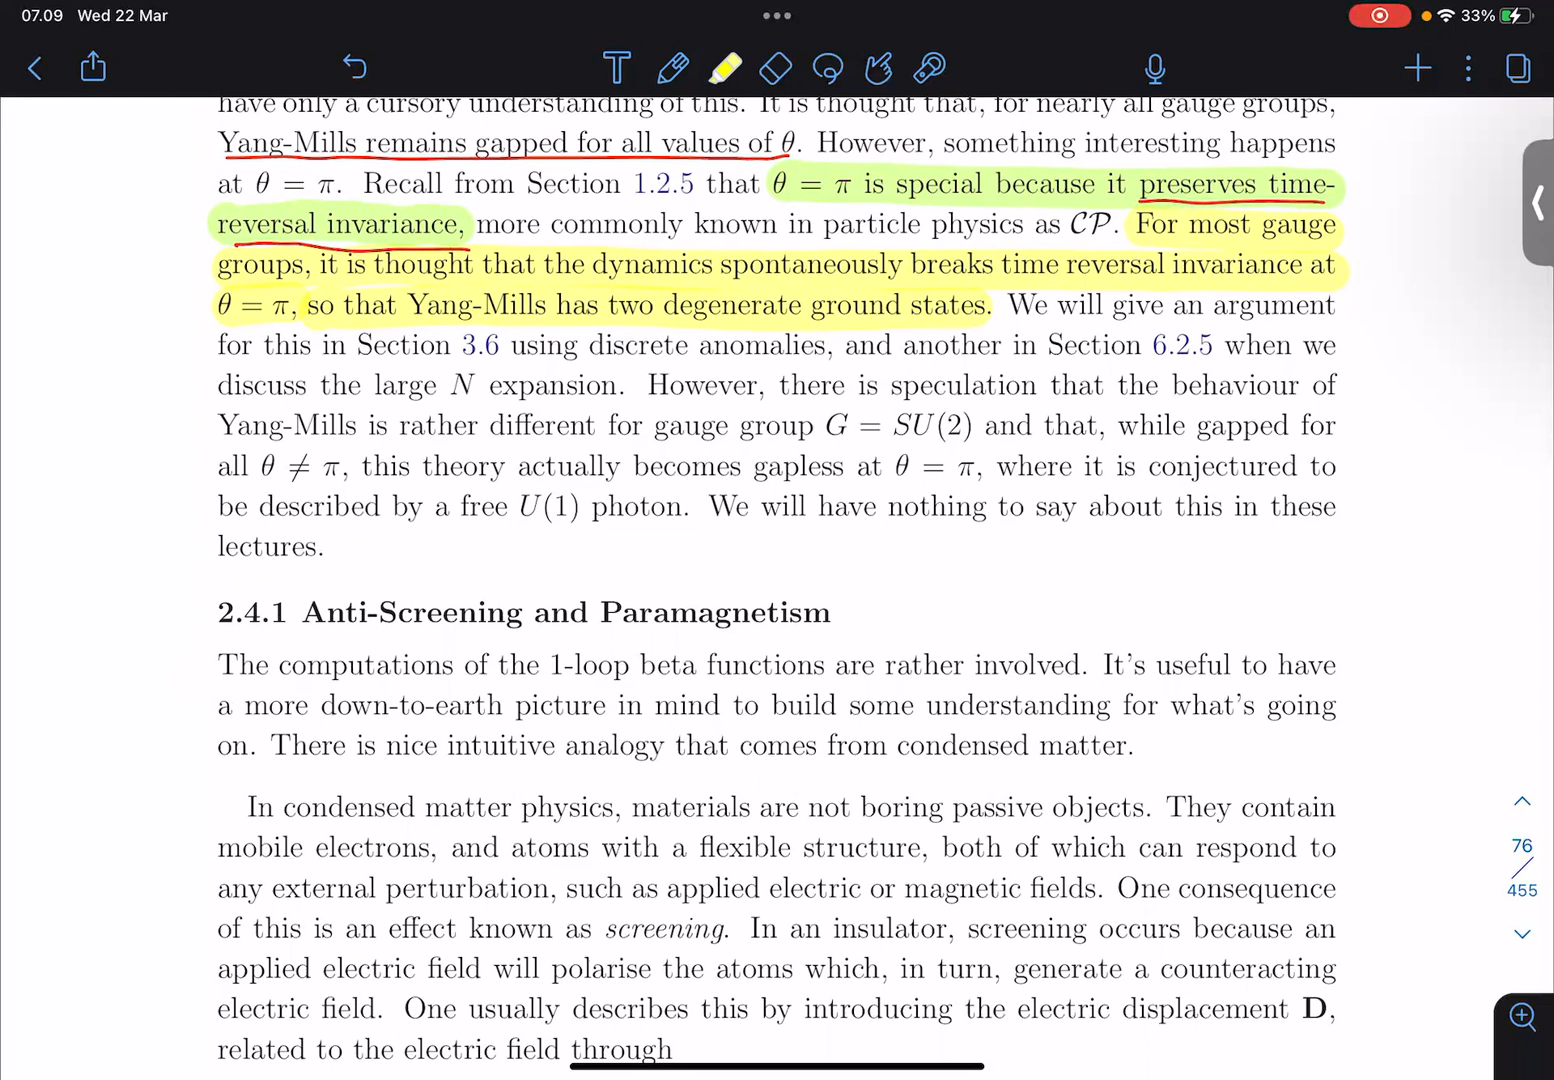 07.09 Wed 22 Mar
33%
have only a cursory understanding of this. It is thought that, for nearly all gauge groups,
Yang-Mills remains gapped for all values of θ. However, something interesting happens
at θ = π. Recall from Section 1.2.5 that θ = π is special because it preserves time-
reversal invariance, more commonly known in particle physics as CP. For most gauge
groups, it is thought that the dynamics spontaneously breaks time reversal invariance at
θ = π, so that Yang-Mills has two degenerate ground states. We will give an argument
for this in Section 3.6 using discrete anomalies, and another in Section 6.2.5 when we
discuss the large N expansion. However, there is speculation that the behaviour of
Yang-Mills is rather different for gauge group G = SU(2) and that, while gapped for
all θ ≠ π, this theory actually becomes gapless at θ = π, where it is conjectured to
be described by a free U(1) photon. We will have nothing to say about this in these
lectures.
2.4.1 Anti-Screening and Paramagnetism
The computations of the 1-loop beta functions are rather involved. It's useful to have
a more down-to-earth picture in mind to build some understanding for what's going
on. There is nice intuitive analogy that comes from condensed matter.
In condensed matter physics, materials are not boring passive objects. They contain
mobile electrons, and atoms with a flexible structure, both of which can respond to
any external perturbation, such as applied electric or magnetic fields. One consequence
of this is an effect known as screening. In an insulator, screening occurs because an
applied electric field will polarise the atoms which, in turn, generate a counteracting
electric field. One usually describes this by introducing the electric displacement D,
related to the electric field through
76
/
455